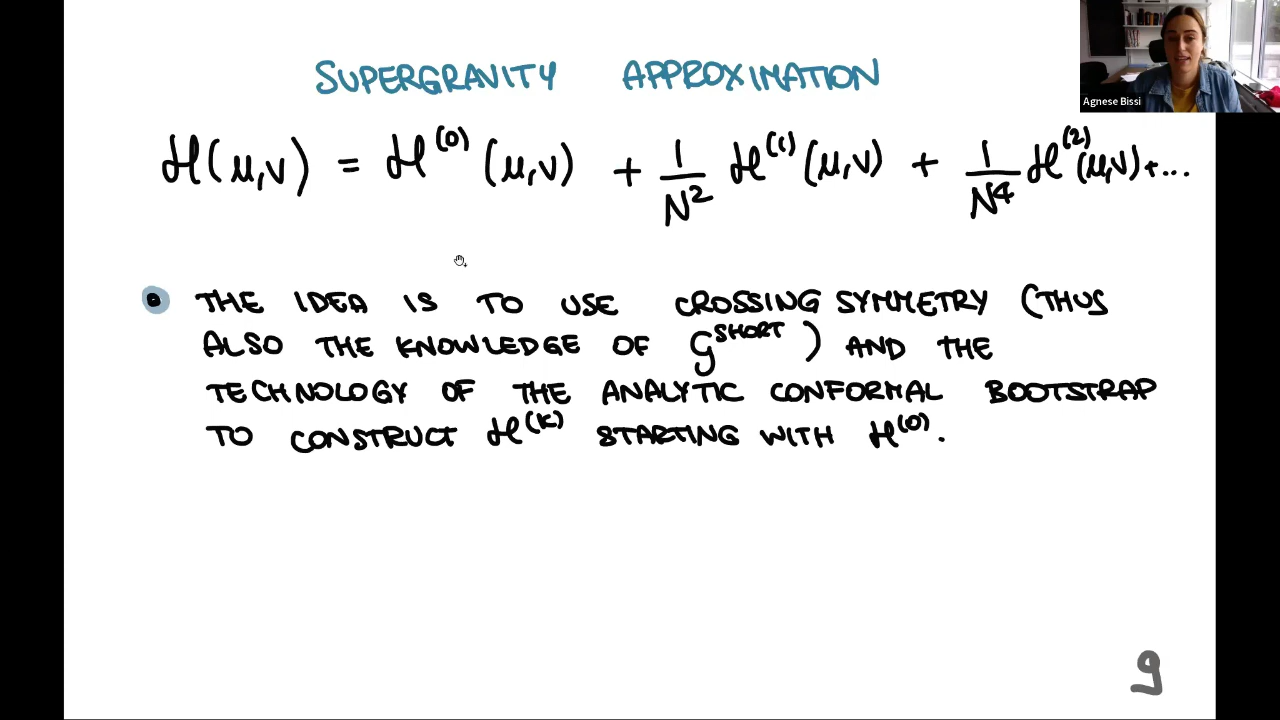 SUPERGRAVITY APPROXIMATION
Agnese Bissi
H(u,v) = H^(0) (u,v) + 1/N^2 H^(1) (u,v) + 1/N^4 H^(2) (u,v) + ...
• THE IDEA IS TO USE CROSSING SYMMETRY (THUS
ALSO THE KNOWLEDGE OF G^SHORT) AND THE
TECHNOLOGY OF THE ANALYTIC CONFORMAL BOOTSTRAP
TO CONSTRUCT H^(K) STARTING WITH H^(0).
9